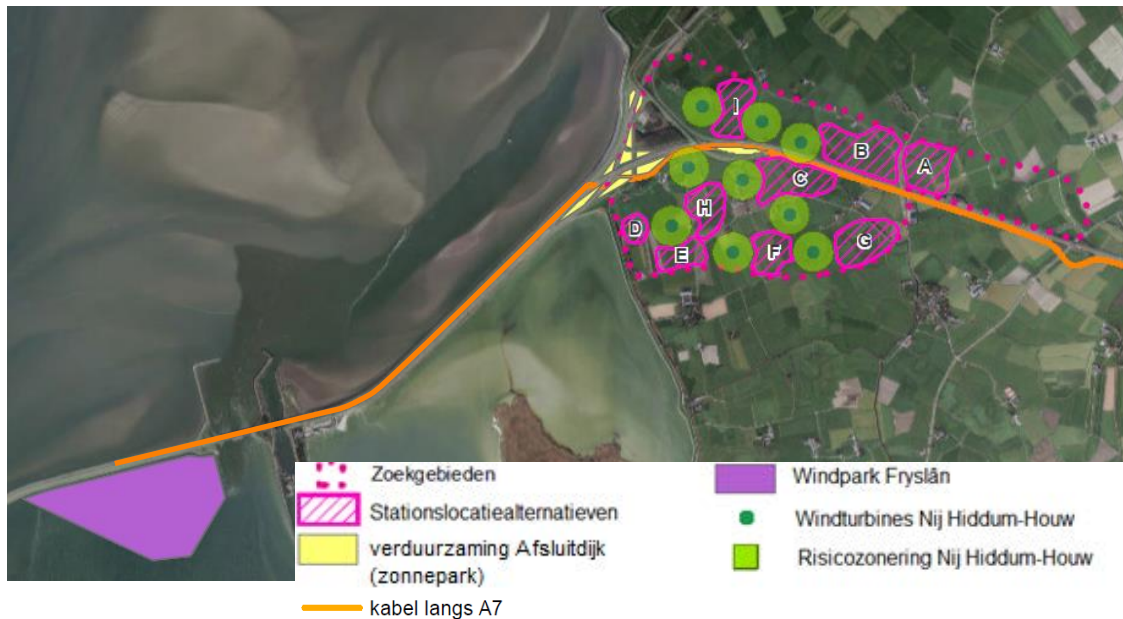 I
B
A
C
H
D
G
E
F
Zoekgebieden
Stationslocatiealternatieven
verduurzaming Afsluitdijk
(zonnepark)
kabel langs A7
Windpark Fryslân
Windturbines Nij Hiddum-Houw
Risicozonering Nij Hiddum-Houw